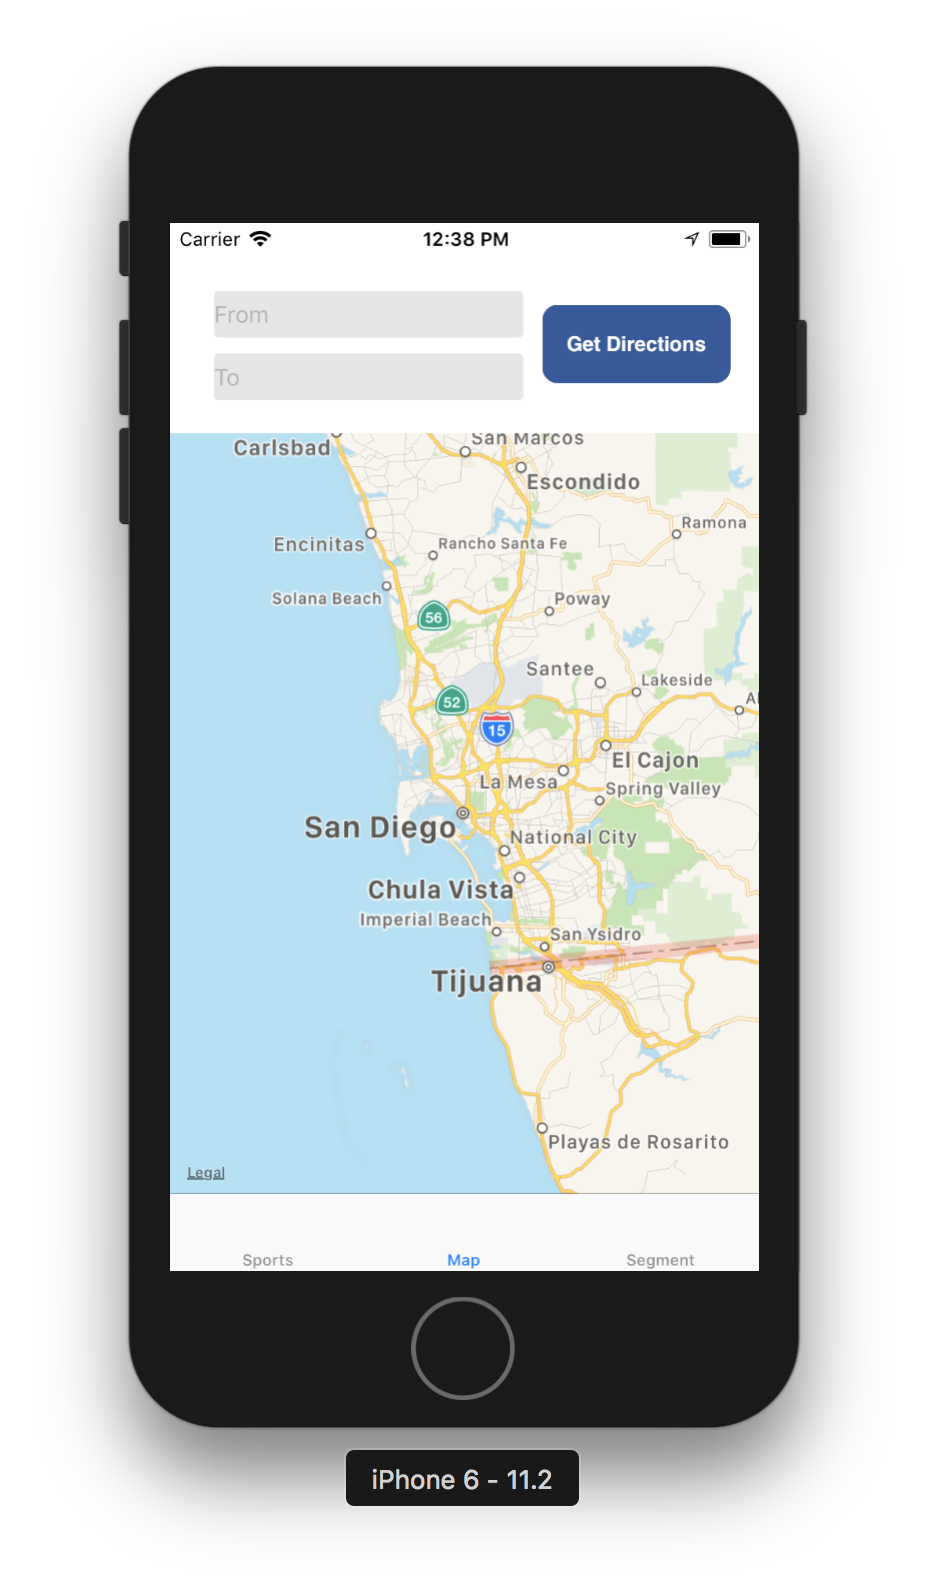 Carrier 12:38 PM
From
Get Directions
To
San Marcos
Carlsbad
Escondido
Ramona
Encinitas
Rancho Santa Fe
Solana Beach
Poway
56
Santee
Lakeside
52
Al
15
El Cajon
La Mesa
Spring Valley
San Diego
National City
Chula Vista
Imperial Beach
San Ysidro
Tijuana
Playas de Rosarito
Legal
Sports Map Segment
iPhone 6 - 11.2